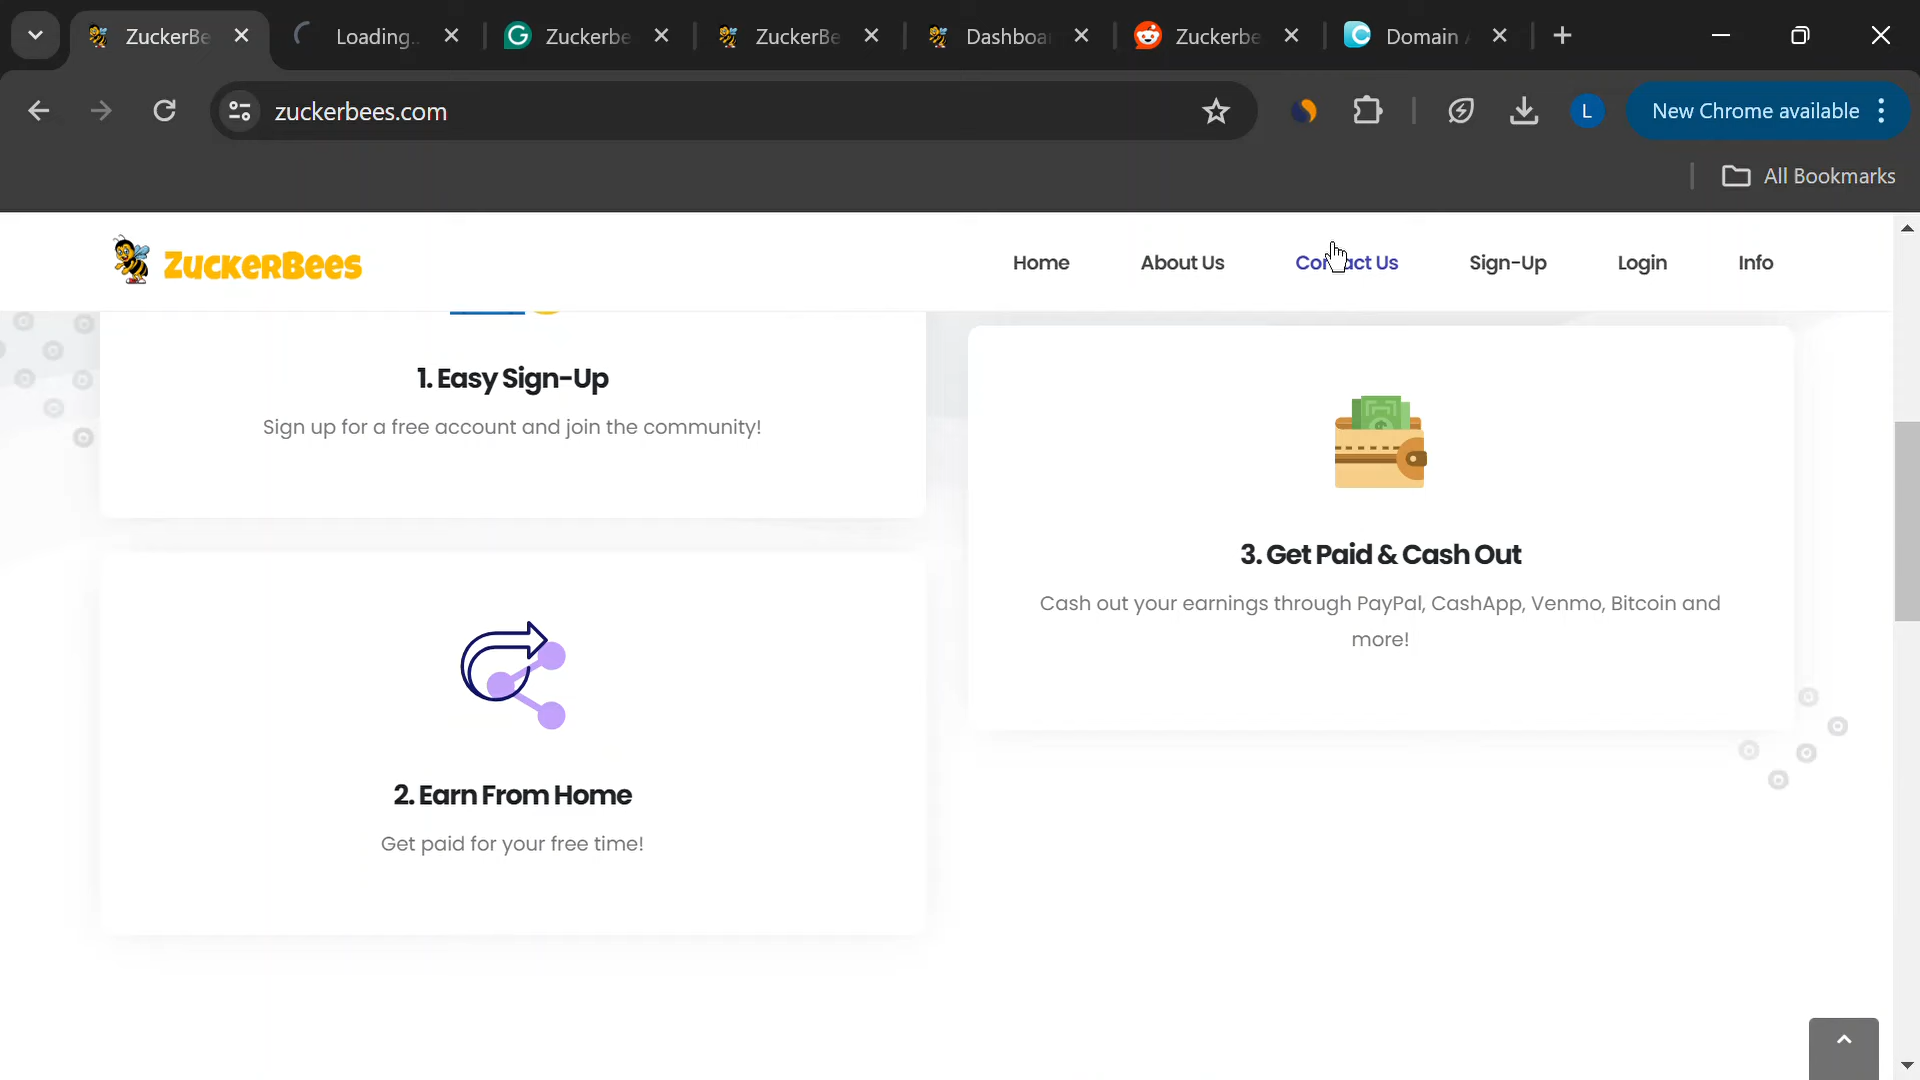 ZuckerBe
Loading..
Zuckerbe
ZuckerBe
Dashboa
Zuckerbe
Domain
zuckerbees.com
L
New Chrome available
All Bookmarks
ZuckerBees
Home
About Us
Contact Us
Sign-Up
Login
Info
1. Easy Sign-Up
Sign up for a free account and join the community!
3. Get Paid & Cash Out
Cash out your earnings through PayPal, CashApp, Venmo, Bitcoin and
more!
2. Earn From Home
Get paid for your free time!